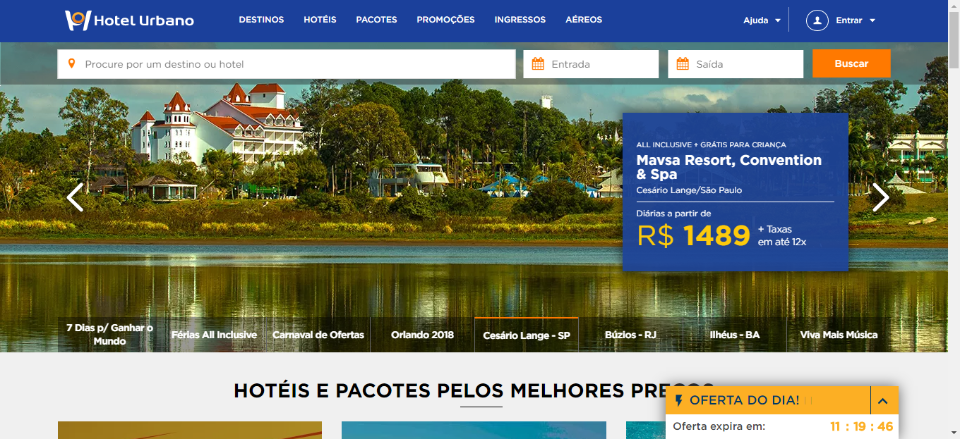 Hotel Urbano
DESTINOS HOTÉIS PACOTES PROMOÇÕES INGRESSOS AÉREOS
Ajuda Entrar
Procure por um destino ou hotel
Entrada
Saída
Buscar
ALL INCLUSIVE + GRÁTIS PARA CRIANÇA
Mavsa Resort, Convention
& Spa
Cesário Lange/São Paulo
Diárias a partir de
R$ 1489
+ Taxas
em até 12x
7 Dias p/ Ganhar o
Mundo
Férias All Inclusive
Carnaval de Ofertas
Orlando 2018
Cesário Lange - SP
Búzios - RJ
Ilhéus - BA
Viva Mais Música
HOTÉIS E PACOTES PELOS MELHORES PREÇOS
OFERTA DO DIA!
Oferta expira em: 11 : 19 : 46